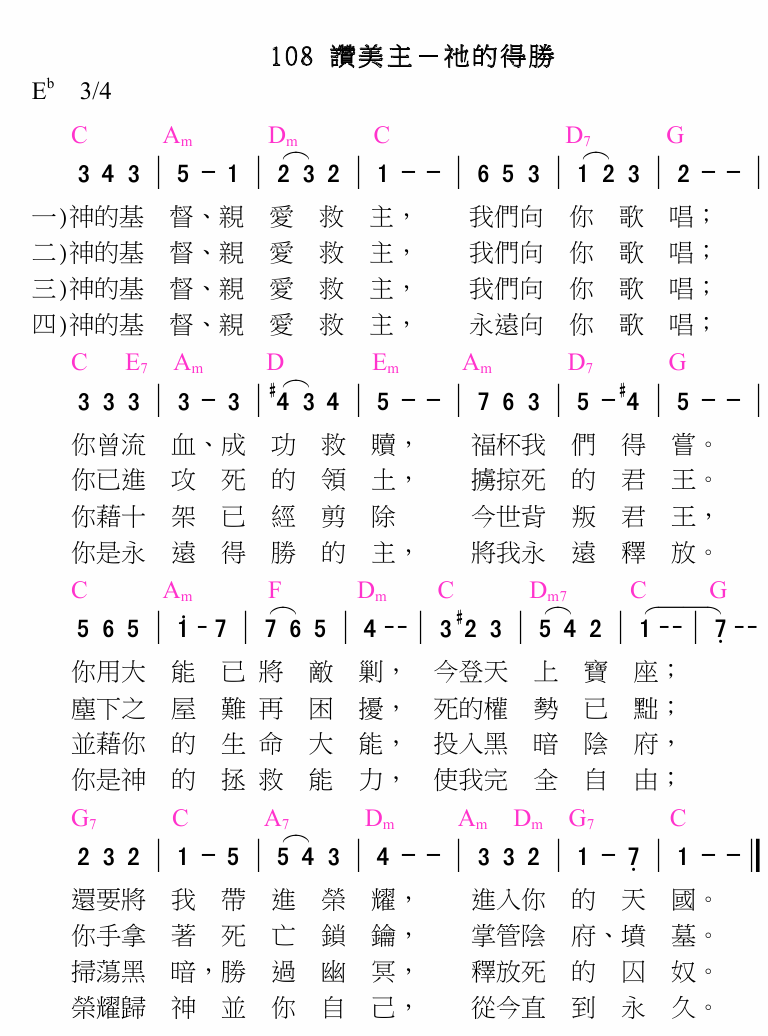 108 讚美主－祂的得勝
E♭ 3/4
C Am Dm C D7 G
3 4 3 | 5 - 1 | 2 3 2 | 1 - - | 6 5 3 | 1 2 3 | 2 - - |
一)神的基 督、親 愛 救 主， 我們向 你 歌 唱；
二)神的基 督、親 愛 救 主， 我們向 你 歌 唱；
三)神的基 督、親 愛 救 主， 我們向 你 歌 唱；
四)神的基 督、親 愛 救 主， 永遠向 你 歌 唱；
C E7 Am D Em Am D7 G
3 3 3 | 3 - 3 | #4 3 4 | 5 - - | 7 6 3 | 5 - #4 | 5 - - |
你曾流 血、成 功 救 贖， 福杯我 們 得 嘗。
你已進 攻 死 的 領 土， 擄掠死 的 君 王。
你藉十 架 已 經 剪 除 今世背 叛 君 王，
你是永 遠 得 勝 的 主， 將我永 遠 釋 放。
C Am F Dm C Dm7 C G
5 6 5 | 1̇ - 7 | 7 6 5 | 4 - - | 3 #2 3 | 5 4 2 | 1 - - | 7̣ - -
你用大 能 已 將 敵 剿， 今登天 上 寶 座；
塵下之 屋 難 再 困 擾， 死的權 勢 已 黜；
並藉你 的 生 命 大 能， 投入黑 暗 陰 府，
你是神 的 拯 救 能 力， 使我完 全 自 由；
G7 C A7 Dm Am Dm G7 C
2 3 2 | 1 - 5 | 5 4 3 | 4 - - | 3 3 2 | 1 - 7̣ | 1 - - ‖
還要將 我 帶 進 榮 耀， 進入你 的 天 國。
你手拿 著 死 亡 鎖 鑰， 掌管陰 府、墳 墓。
掃蕩黑 暗，勝 過 幽 冥， 釋放死 的 囚 奴。
榮耀歸 神 並 你 自 己， 從今直 到 永 久。